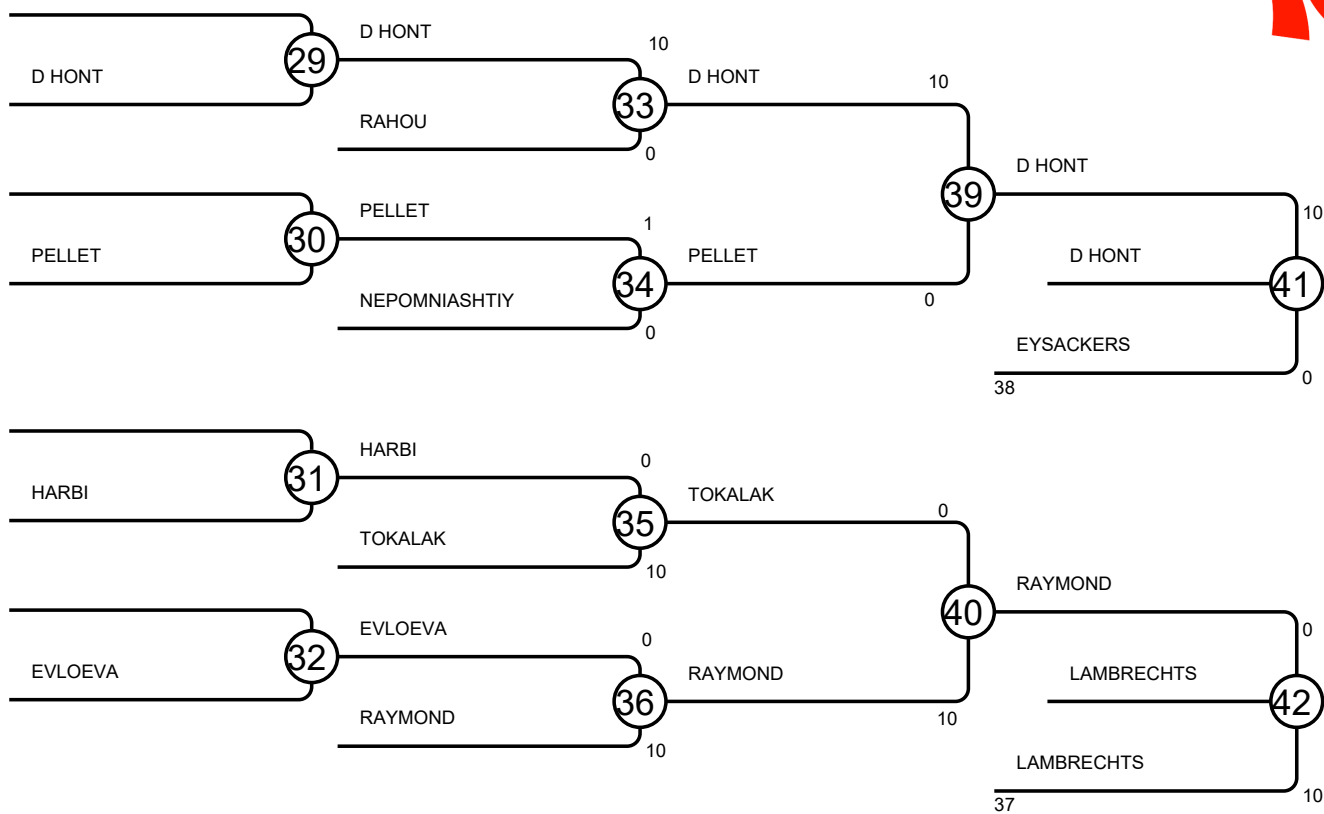 D HONT
10
29
D HONT
D HONT
10
33
RAHOU
0
D HONT
10
PELLET
1
39
30
PELLET
PELLET
D HONT
34
41
NEPOMNIASHTIY
0
0
EYSACKERS
38
0
HARBI
0
31
HARBI
TOKALAK
0
35
TOKALAK
10
RAYMOND
40
0
EVLOEVA
0
32
EVLOEVA
RAYMOND
LAMBRECHTS
36
42
RAYMOND
10
10
LAMBRECHTS
37
10